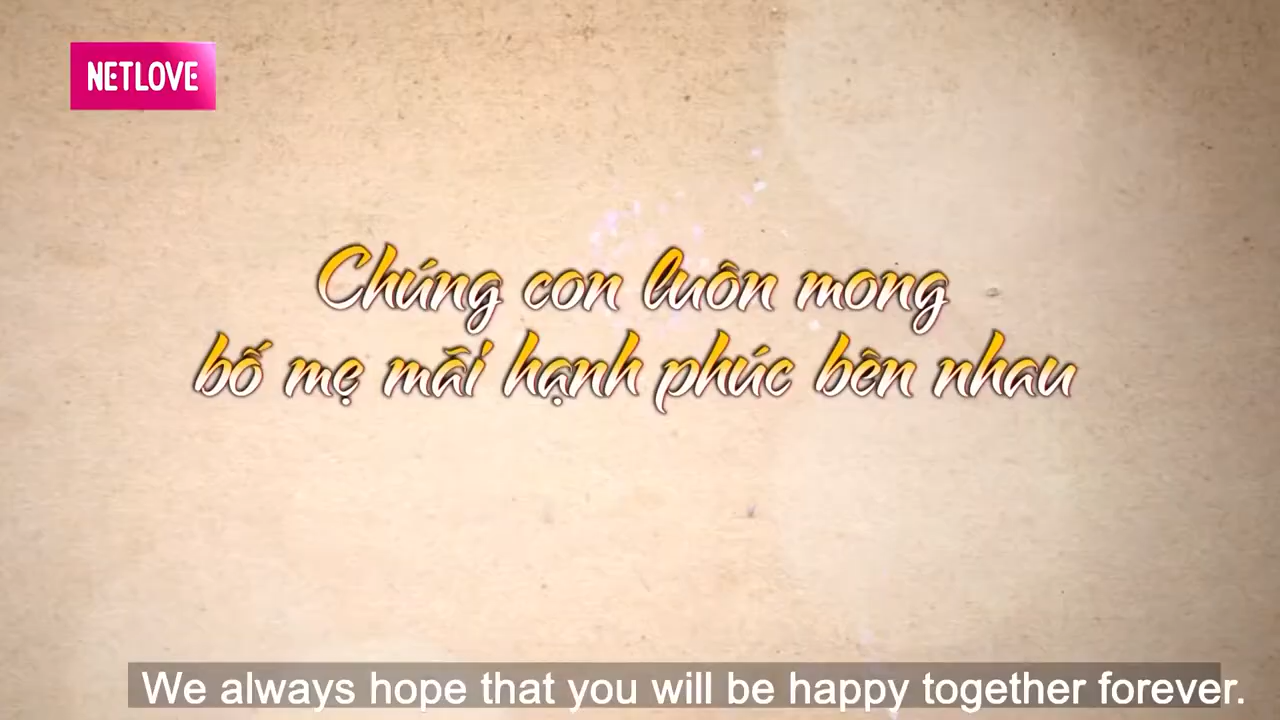 NETLOVE
Chúng con luôn mong
bố mẹ mãi hạnh phúc bên nhau
We always hope that you will be happy together forever.